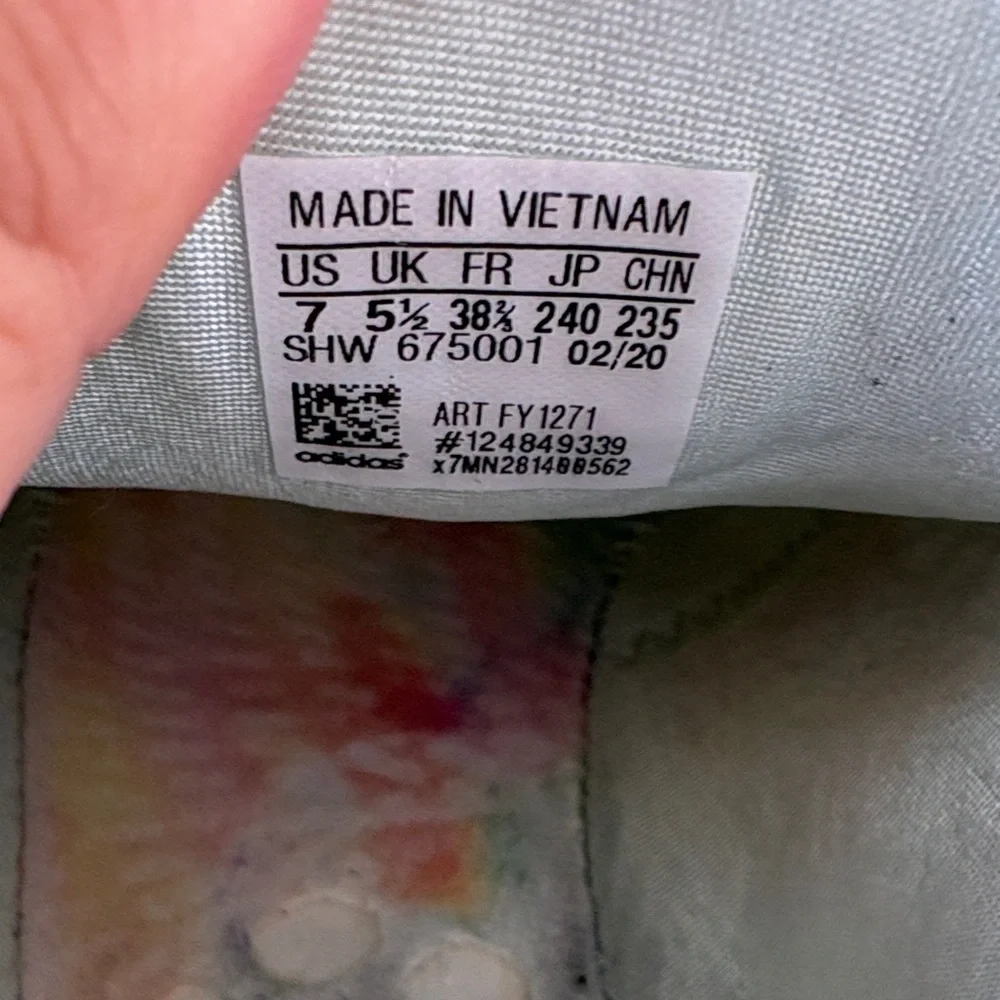 MADE IN VIETNAM
US UK FR JP CHN
7 5½ 38⅔ 240 235
SHW 675001 02/20
ART FY1271
#124849339
adidas x7MN281400562